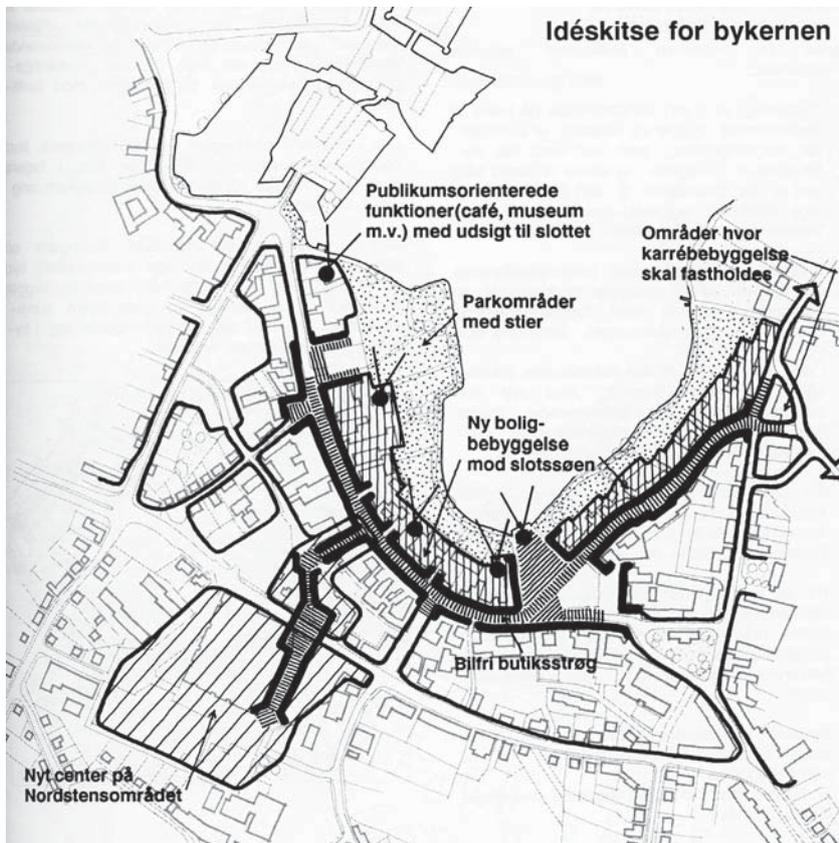 Idéskitse for bykernen
Publikumsorienterede
funktioner(café, museum
m.v.) med udsigt til slottet
Områder hvor
karrébebyggelse
skal fastholdes
Parkområder
med stier
Ny bolig-
bebyggelse
mod slotssøen
Bilfri butiksstrøg
Nyt center på
Nordstensområdet